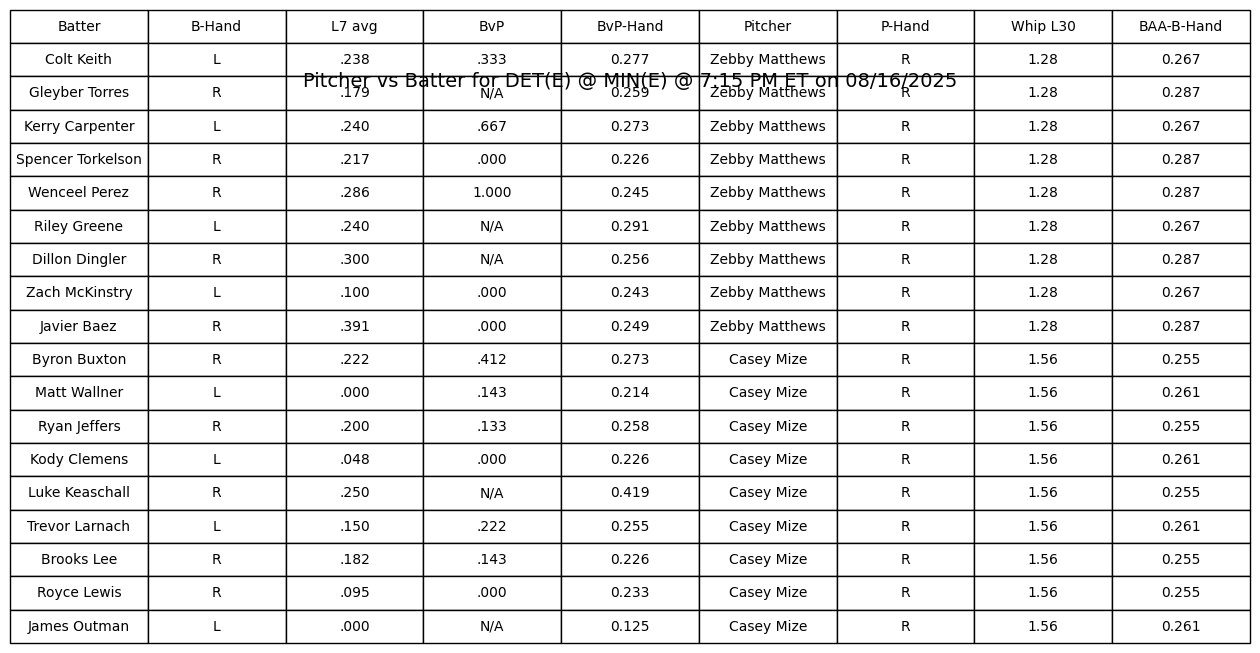 Batter B-Hand L7 avg BvP BvP-Hand Pitcher P-Hand Whip L30 BAA-B-Hand
Colt Keith L .238 .333 0.277 Zebby Matthews R 1.28 0.267
Pitcher vs Batter for DET(E) @ MIN(E) @ 7:15 PM ET on 08/16/2025
Gleyber Torres R .179 N/A 0.259 Zebby Matthews R 1.28 0.287
Kerry Carpenter L .240 .667 0.273 Zebby Matthews R 1.28 0.267
Spencer Torkelson R .217 .000 0.226 Zebby Matthews R 1.28 0.287
Wenceel Perez R .286 1.000 0.245 Zebby Matthews R 1.28 0.287
Riley Greene L .240 N/A 0.291 Zebby Matthews R 1.28 0.267
Dillon Dingler R .300 N/A 0.256 Zebby Matthews R 1.28 0.287
Zach McKinstry L .100 .000 0.243 Zebby Matthews R 1.28 0.267
Javier Baez R .391 .000 0.249 Zebby Matthews R 1.28 0.287
Byron Buxton R .222 .412 0.273 Casey Mize R 1.56 0.255
Matt Wallner L .000 .143 0.214 Casey Mize R 1.56 0.261
Ryan Jeffers R .200 .133 0.258 Casey Mize R 1.56 0.255
Kody Clemens L .048 .000 0.226 Casey Mize R 1.56 0.261
Luke Keaschall R .250 N/A 0.419 Casey Mize R 1.56 0.255
Trevor Larnach L .150 .222 0.255 Casey Mize R 1.56 0.261
Brooks Lee R .182 .143 0.226 Casey Mize R 1.56 0.255
Royce Lewis R .095 .000 0.233 Casey Mize R 1.56 0.255
James Outman L .000 N/A 0.125 Casey Mize R 1.56 0.261